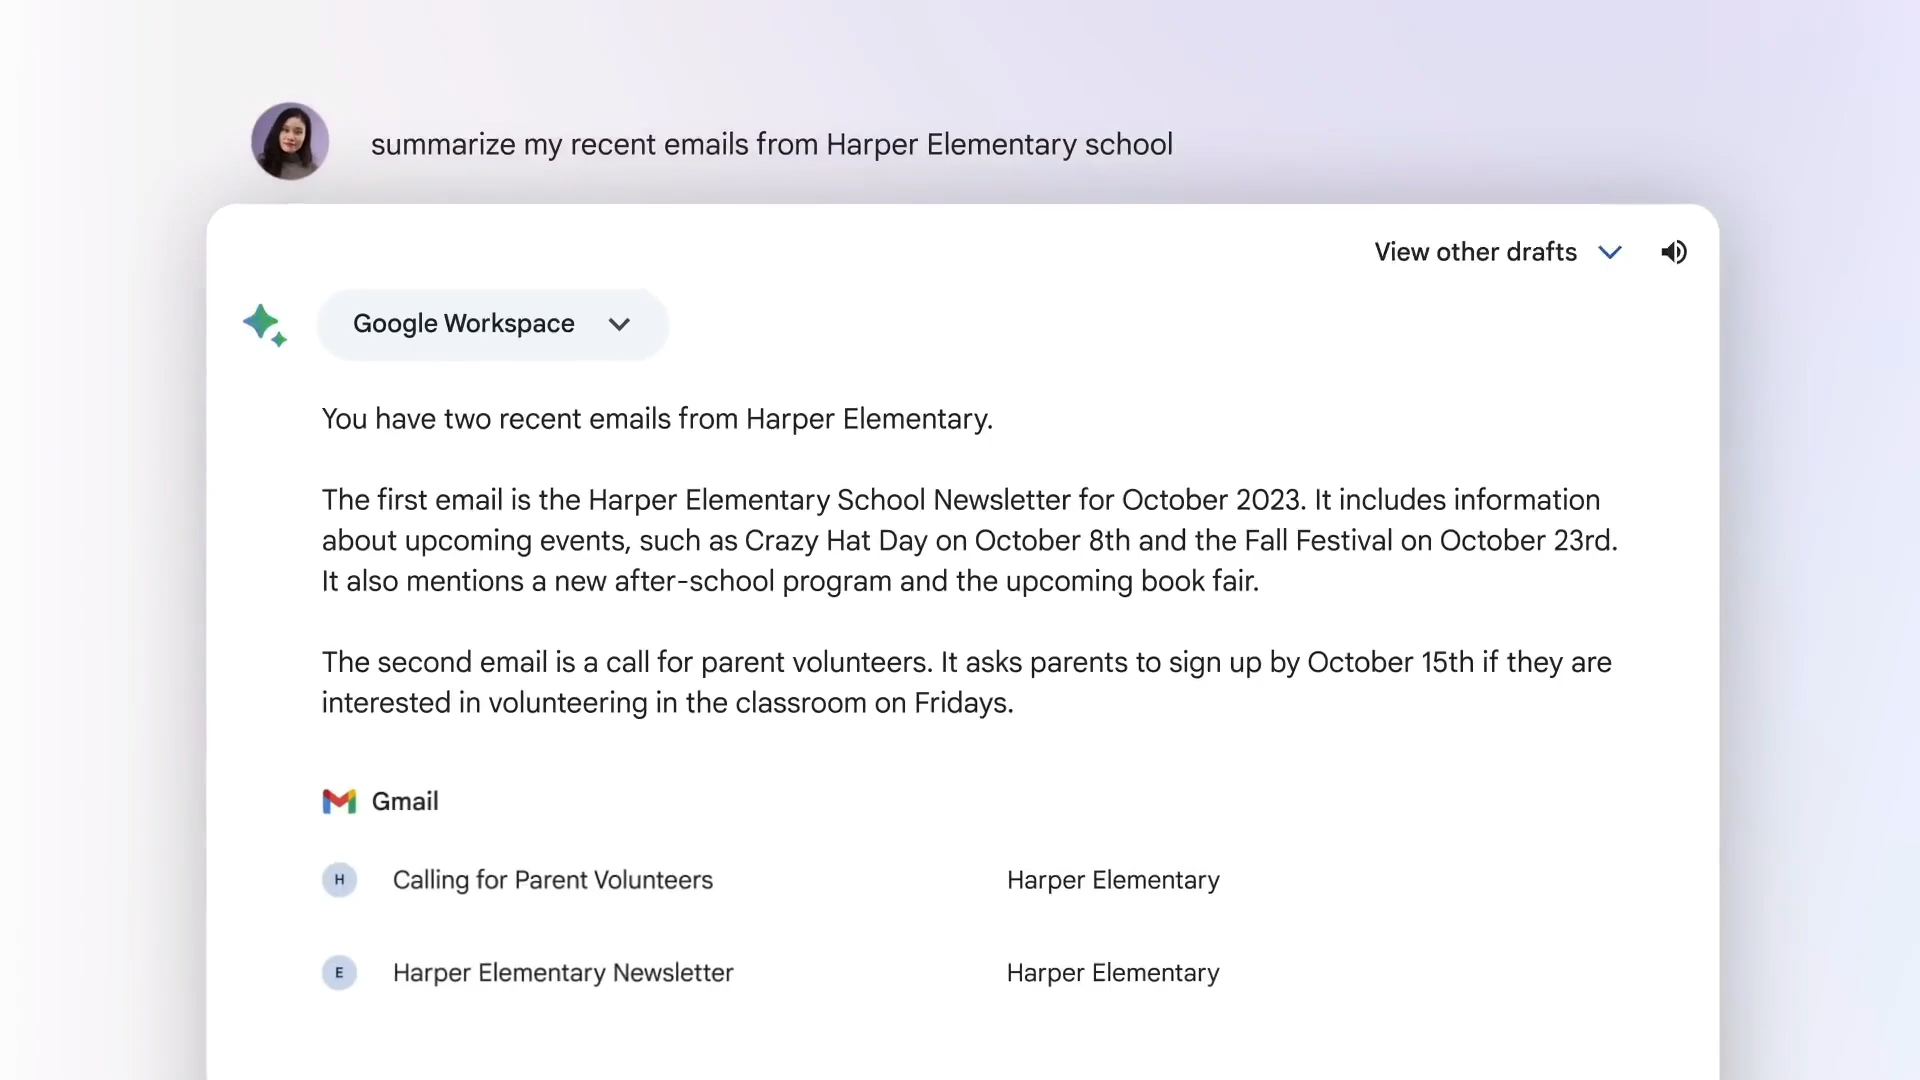 summarize my recent emails from Harper Elementary school
View other drafts
Google Workspace
You have two recent emails from Harper Elementary.
The first email is the Harper Elementary School Newsletter for October 2023. It includes information
about upcoming events, such as Crazy Hat Day on October 8th and the Fall Festival on October 23rd.
It also mentions a new after-school program and the upcoming book fair.
The second email is a call for parent volunteers. It asks parents to sign up by October 15th if they are
interested in volunteering in the classroom on Fridays.
Gmail
H Calling for Parent Volunteers Harper Elementary
E Harper Elementary Newsletter Harper Elementary